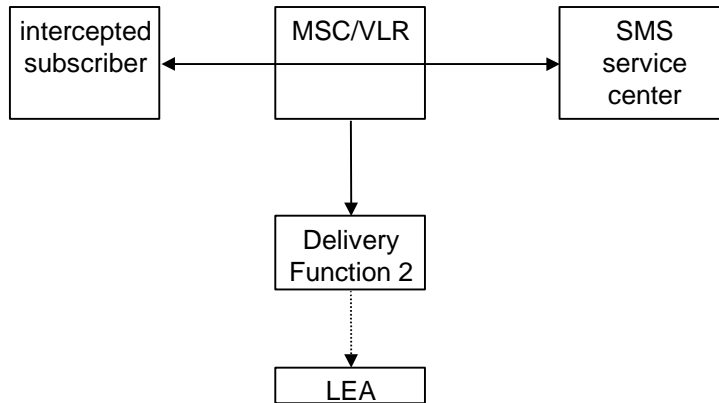 intercepted
subscriber
MSC/VLR
SMS
service
center
Delivery
Function 2
LEA